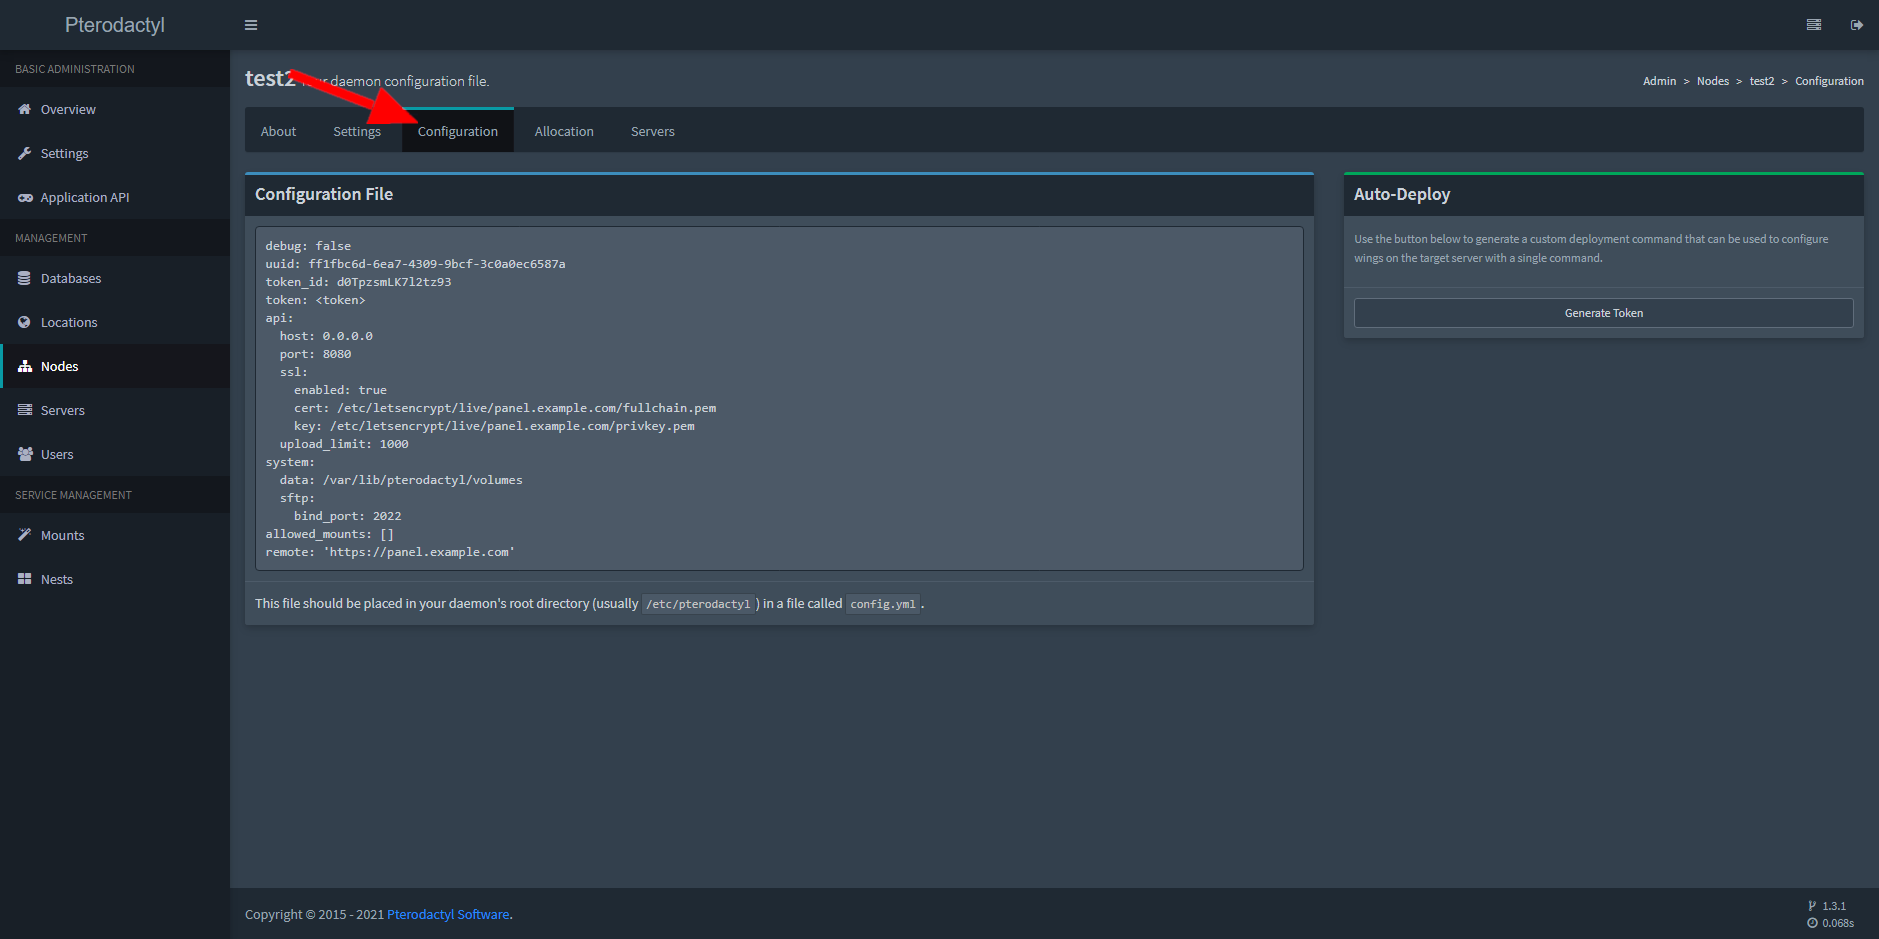 Pterodactyl
BASIC ADMINISTRATION
Overview
Settings
Application API
MANAGEMENT
Databases
Locations
Nodes
Servers
Users
SERVICE MANAGEMENT
Mounts
Nests
test2 Your daemon configuration file.
Admin > Nodes > test2 > Configuration
About Settings Configuration Allocation Servers
Configuration File
debug: false
uuid: ff1fbc6d-6ea7-4309-9bcf-3c0a0ec6587a
token_id: d0TpzsmLK7l2tz93
token: <token>
api:
  host: 0.0.0.0
  port: 8080
  ssl:
    enabled: true
    cert: /etc/letsencrypt/live/panel.example.com/fullchain.pem
    key: /etc/letsencrypt/live/panel.example.com/privkey.pem
  upload_limit: 1000
system:
  data: /var/lib/pterodactyl/volumes
  sftp:
    bind_port: 2022
allowed_mounts: []
remote: 'https://panel.example.com'
This file should be placed in your daemon's root directory (usually /etc/pterodactyl ) in a file called config.yml .
Auto-Deploy
Use the button below to generate a custom deployment command that can be used to configure
wings on the target server with a single command.
Generate Token
Copyright © 2015 - 2021 Pterodactyl Software.
1.3.1
0.068s